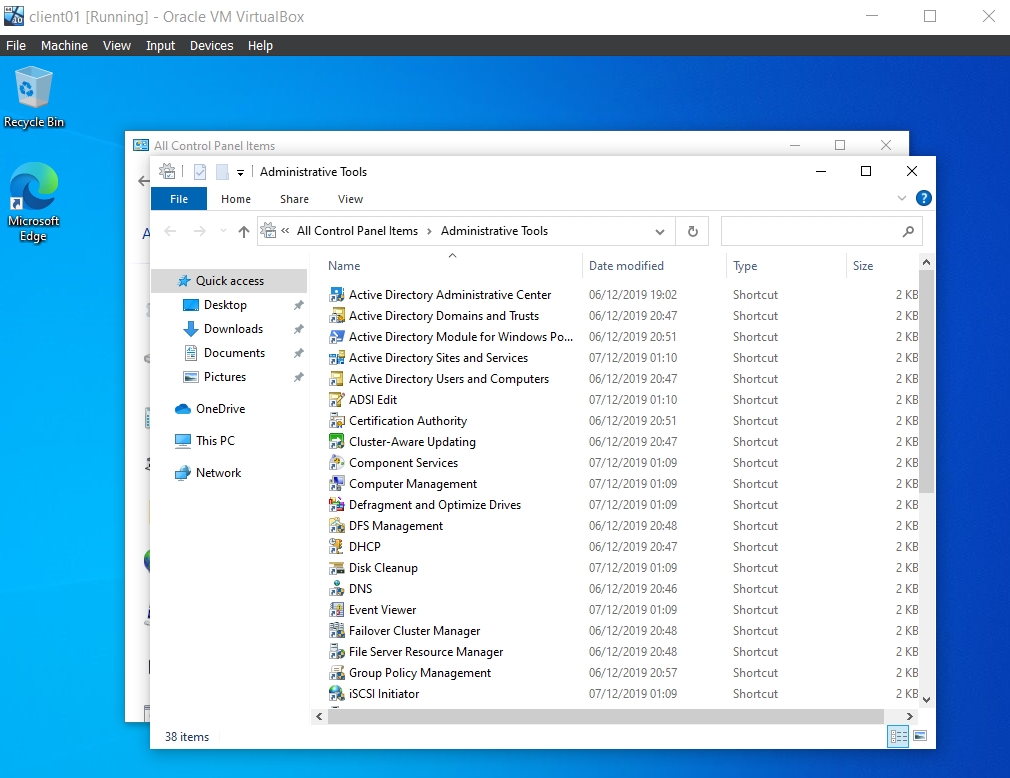 client01 [Running] - Oracle VM VirtualBox
File Machine View Input Devices Help
Recycle Bin
Microsoft
Edge
All Control Panel Items
Administrative Tools
File Home Share View
« All Control Panel Items › Administrative Tools
Name Date modified Type Size
Quick access
Desktop
Downloads
Documents
Pictures
OneDrive
This PC
Network
Active Directory Administrative Center 06/12/2019 19:02 Shortcut 2 KB
Active Directory Domains and Trusts 06/12/2019 20:47 Shortcut 2 KB
Active Directory Module for Windows Po... 06/12/2019 20:51 Shortcut 2 KB
Active Directory Sites and Services 07/12/2019 01:10 Shortcut 2 KB
Active Directory Users and Computers 06/12/2019 20:47 Shortcut 2 KB
ADSI Edit 07/12/2019 01:10 Shortcut 2 KB
Certification Authority 06/12/2019 20:51 Shortcut 2 KB
Cluster-Aware Updating 06/12/2019 20:47 Shortcut 2 KB
Component Services 07/12/2019 01:09 Shortcut 2 KB
Computer Management 07/12/2019 01:09 Shortcut 2 KB
Defragment and Optimize Drives 07/12/2019 01:09 Shortcut 2 KB
DFS Management 06/12/2019 20:48 Shortcut 2 KB
DHCP 06/12/2019 20:47 Shortcut 2 KB
Disk Cleanup 07/12/2019 01:09 Shortcut 2 KB
DNS 06/12/2019 20:46 Shortcut 2 KB
Event Viewer 07/12/2019 01:09 Shortcut 2 KB
Failover Cluster Manager 06/12/2019 20:48 Shortcut 2 KB
File Server Resource Manager 06/12/2019 20:48 Shortcut 2 KB
Group Policy Management 06/12/2019 20:57 Shortcut 2 KB
iSCSI Initiator 07/12/2019 01:09 Shortcut 2 KB
38 items